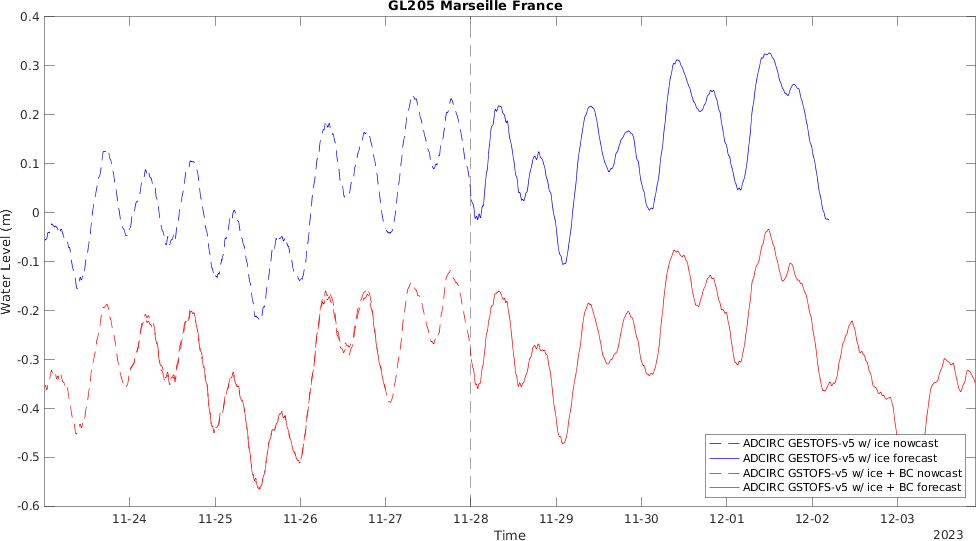 GL205 Marseille France
0.4
0.3
0.2
0.1
0
-0.1
-0.2
-0.3
-0.4
-0.5
-0.6
Water Level (m)
ADCIRC GESTOFS-v5 w/ ice nowcast
ADCIRC GESTOFS-v5 w/ ice forecast
ADCIRC GSTOFS-v5 w/ ice + BC nowcast
ADCIRC GSTOFS-v5 w/ ice + BC forecast
11-24 11-25 11-26 11-27 11-28 11-29 11-30 12-01 12-02 12-03
Time
2023